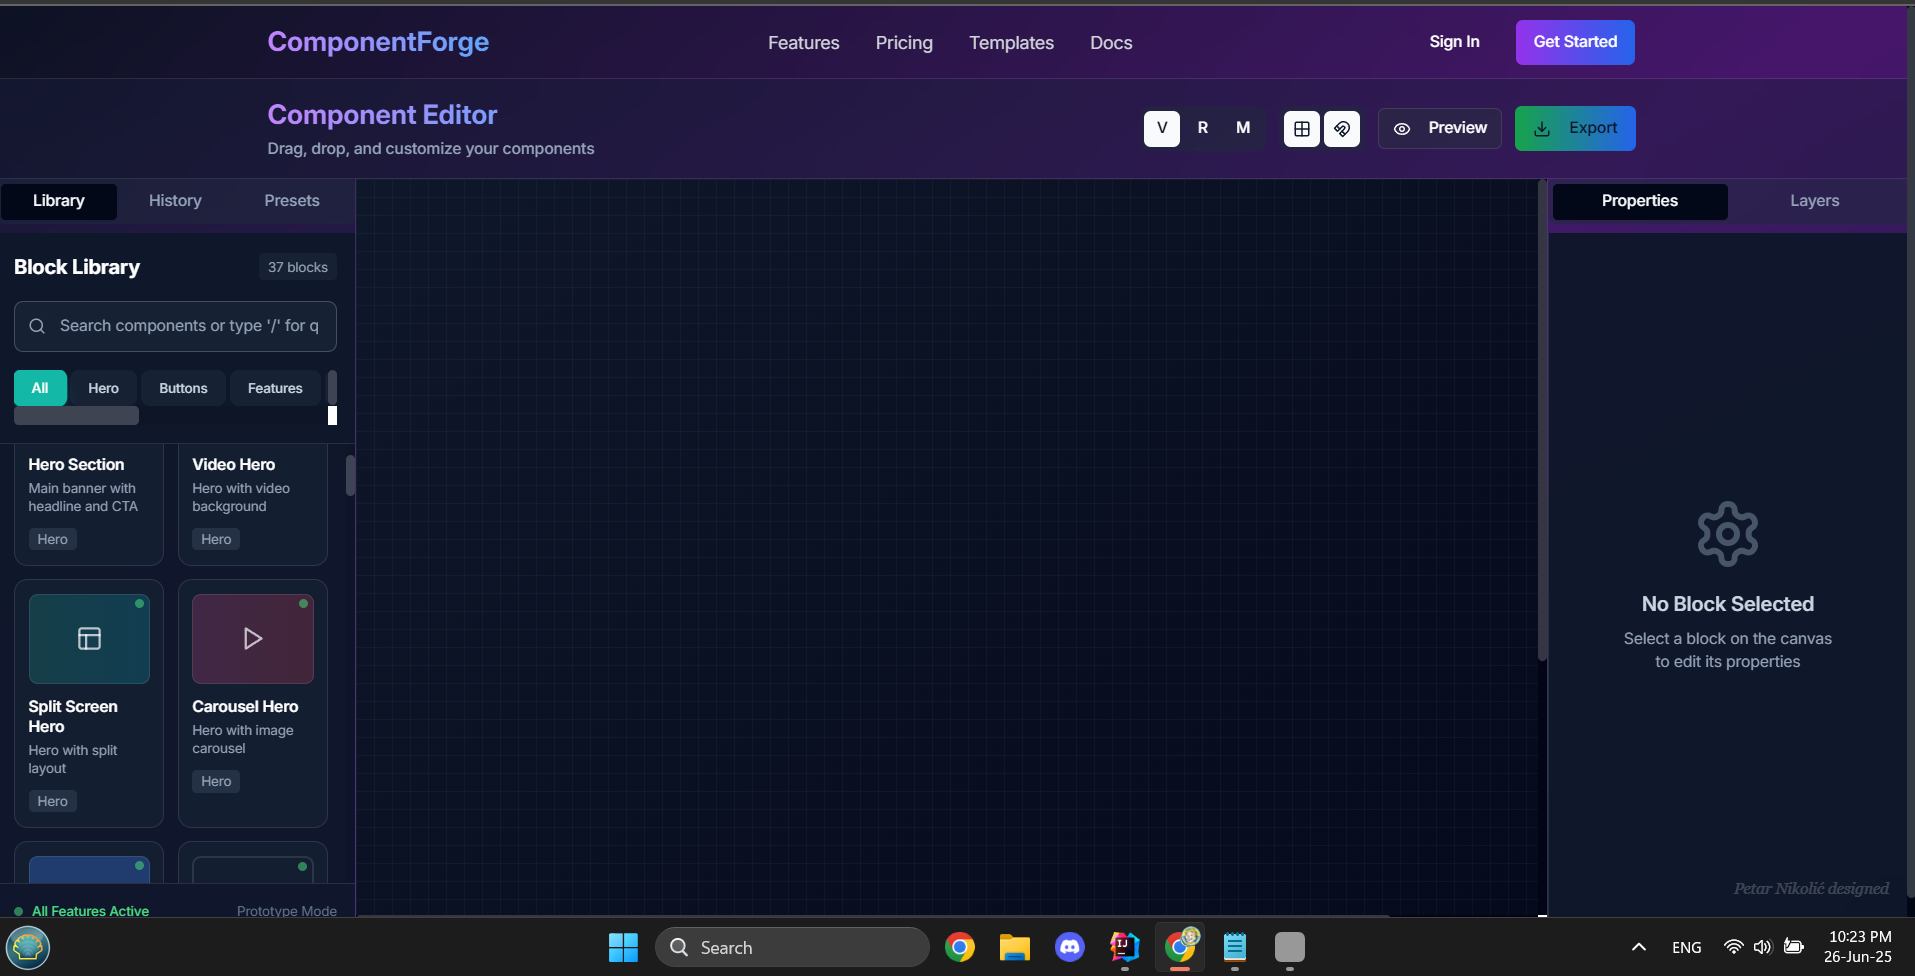 ComponentForge
Features Pricing Templates Docs
Sign In Get Started
Component Editor
Drag, drop, and customize your components
V R M
Preview
Export
Library History Presets
Block Library
37 blocks
Search components or type '/' for q
All Hero Buttons Features
Hero Section
Main banner with
headline and CTA
Hero
Video Hero
Hero with video
background
Hero
Split Screen
Hero
Hero with split
layout
Hero
Carousel Hero
Hero with image
carousel
Hero
All Features Active
Prototype Mode
Properties Layers
No Block Selected
Select a block on the canvas
to edit its properties
Petar Nikolić designed
Search
IJ
ENG
10:23 PM
26-Jun-25